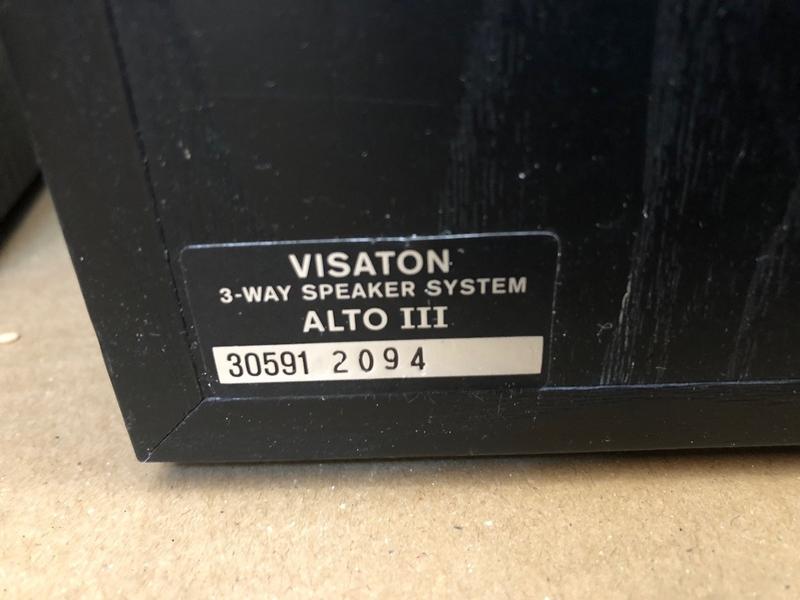 VISATON
3-WAY SPEAKER SYSTEM
ALTO III
30591 2094